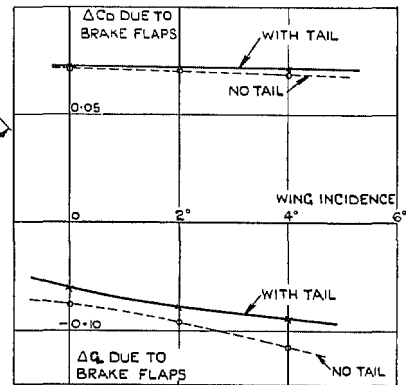 ΔCD DUE TO
BRAKE FLAPS
WITH TAIL
NO TAIL
0.05
WING INCIDENCE
0 2° 4° 6°
WITH TAIL
-0.10
NO TAIL
ΔCL DUE TO
BRAKE FLAPS